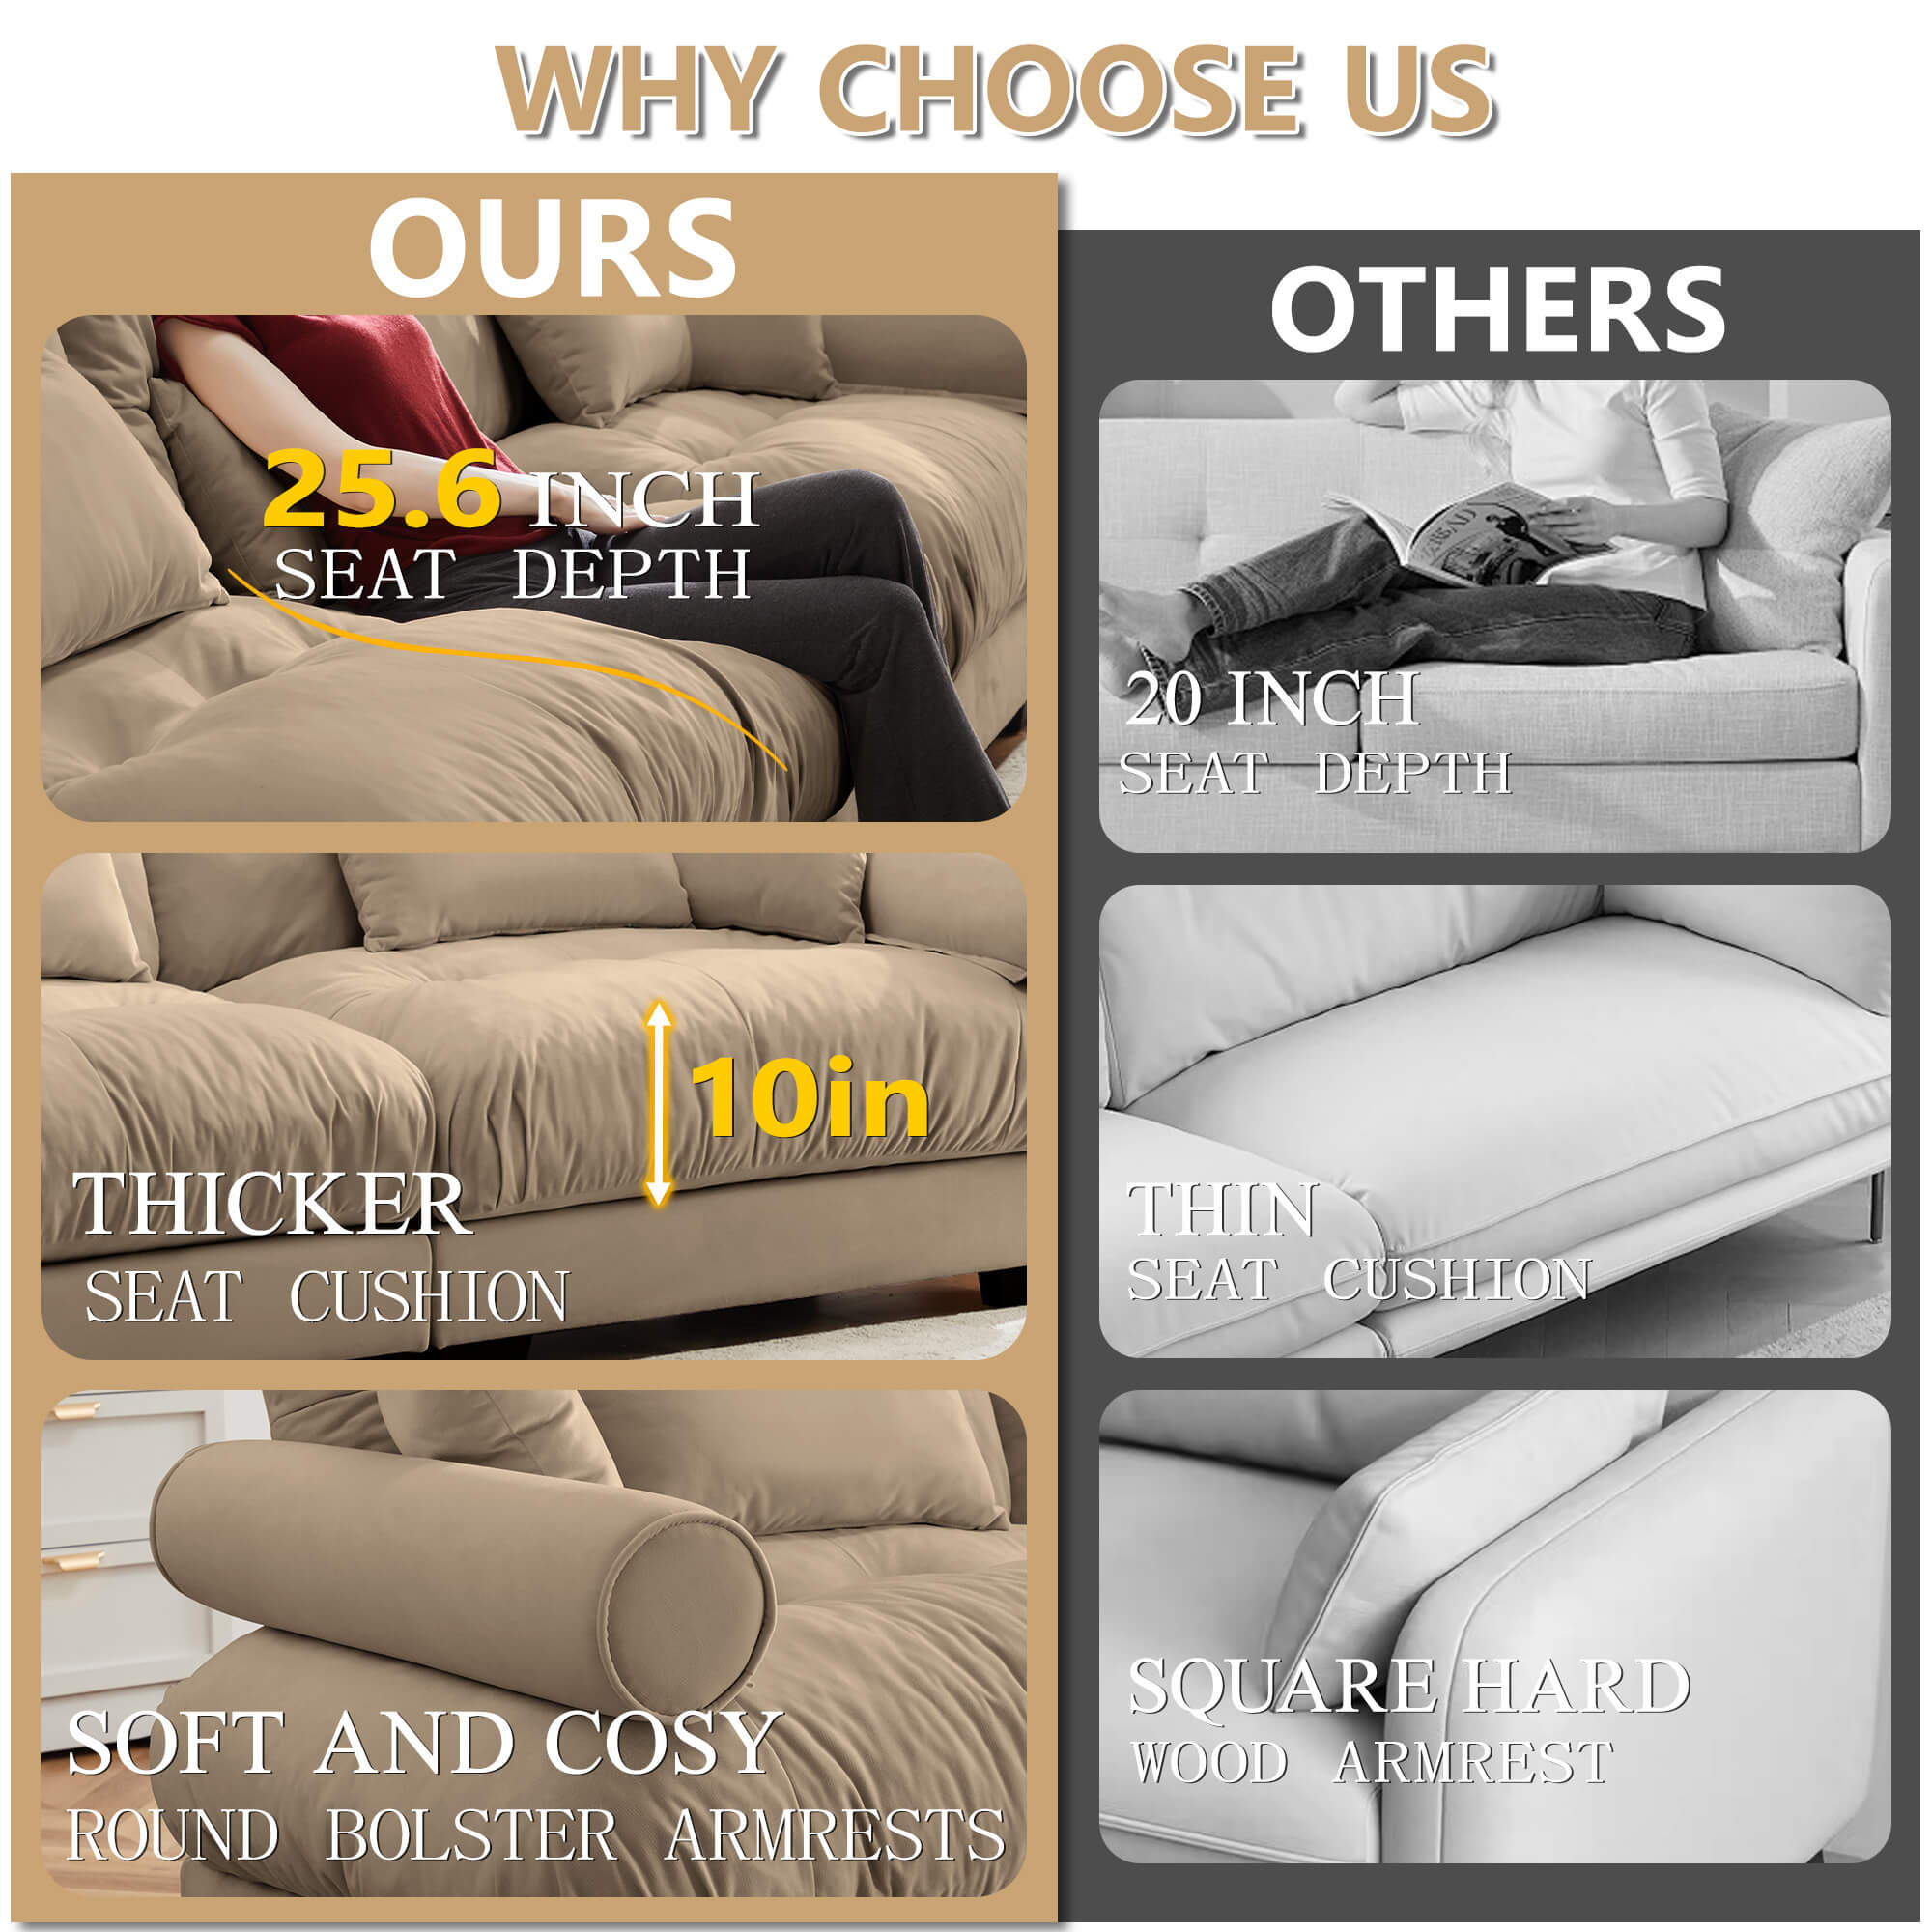 WHY CHOOSE US
OURS
25.6 INCH
SEAT DEPTH
10in
THICKER
SEAT CUSHION
SOFT AND COSY
ROUND BOLSTER ARMRESTS
OTHERS
20 INCH
SEAT DEPTH
THIN
SEAT CUSHION
SQUARE HARD
WOOD ARMREST